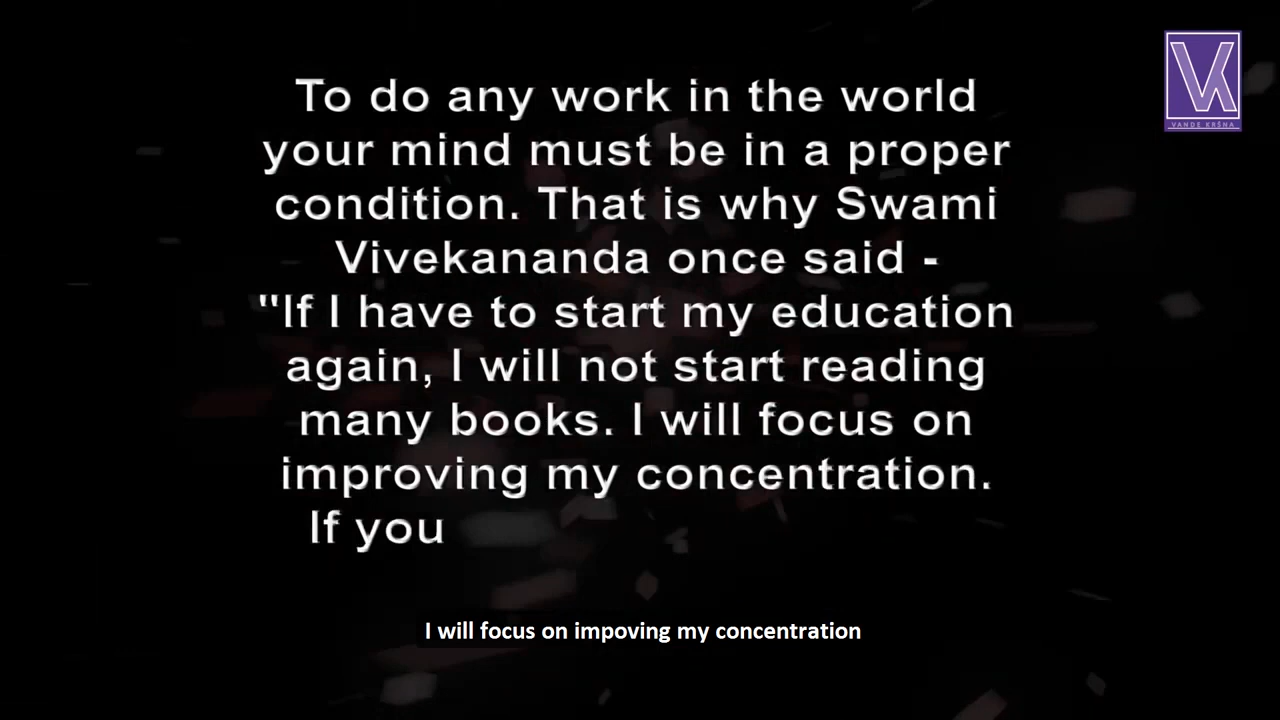 VK
VANDE KRŠNA
To do any work in the world
your mind must be in a proper
condition. That is why Swami
Vivekananda once said -
"If I have to start my education
again, I will not start reading
many books. I will focus on
improving my concentration.
If you
I will focus on impoving my concentration